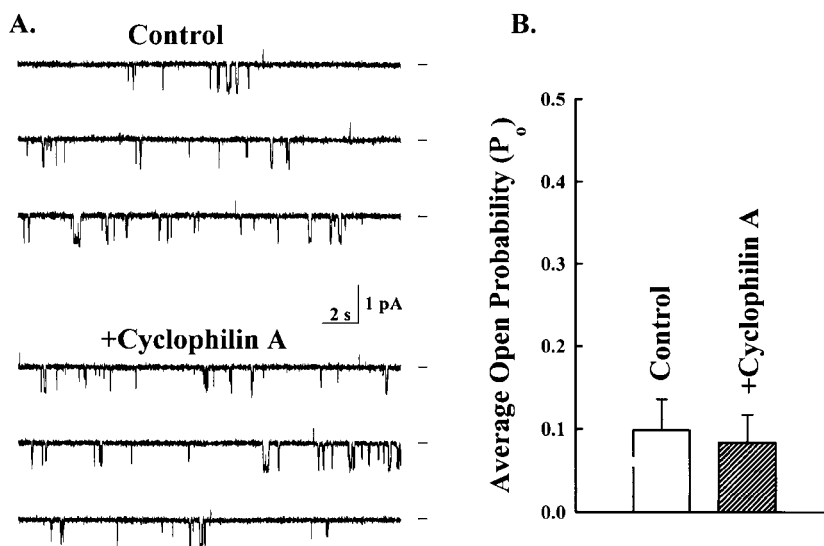 A.
Control
2 s
1 pA
+Cyclophilin A
B.
Average Open Probability (Po)
0.5
0.4
0.3
0.2
0.1
0.0
Control
+Cyclophilin A